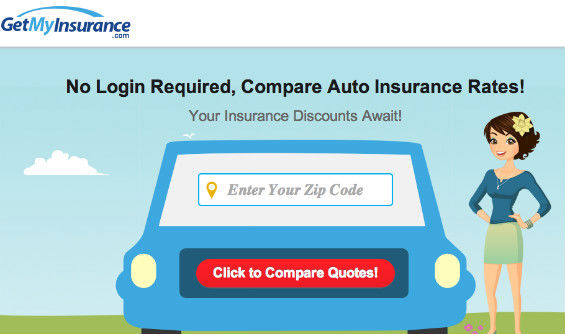 GetMyInsurance
.com
No Login Required, Compare Auto Insurance Rates!
Your Insurance Discounts Await!
Enter Your Zip Code
Click to Compare Quotes!